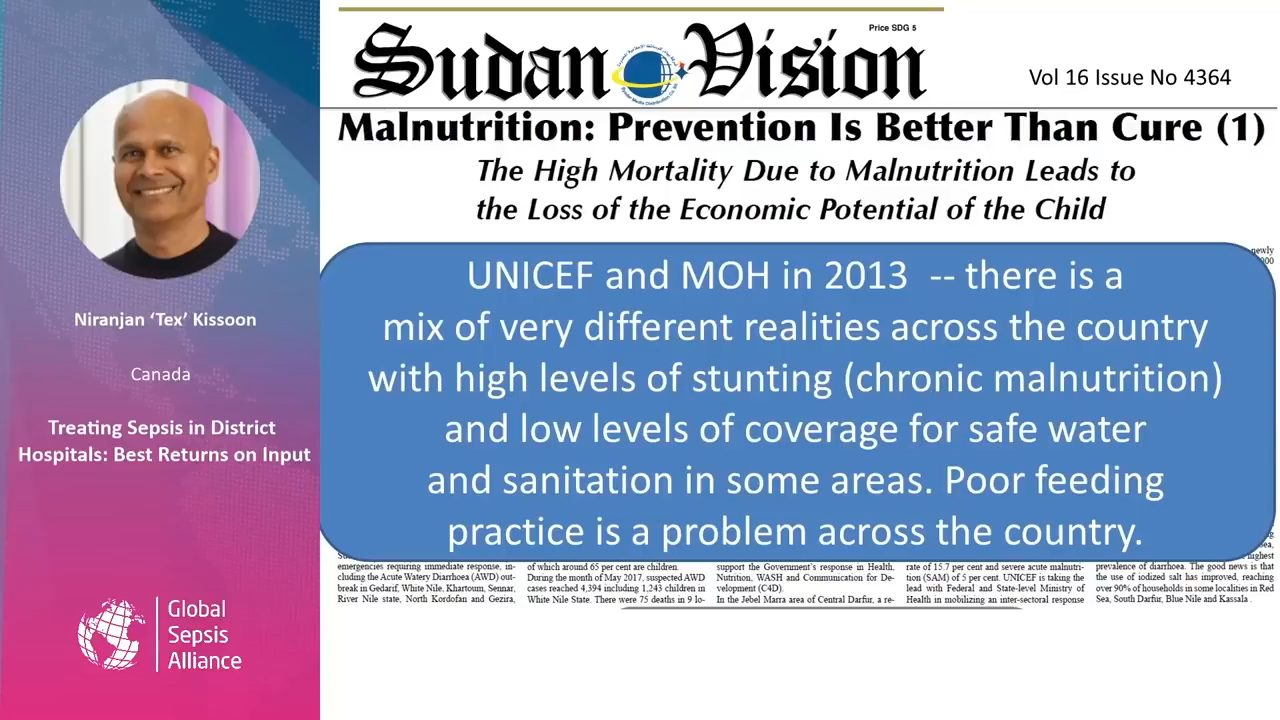 Niranjan ‘Tex’ Kissoon
Canada
Treating Sepsis in District
Hospitals: Best Returns on Input
Global
Sepsis
Alliance
Price SDG 5
Sudan Vision
Vol 16 Issue No 4364
Malnutrition: Prevention Is Better Than Cure (1)
The High Mortality Due to Malnutrition Leads to
the Loss of the Economic Potential of the Child
newly
UNICEF and MOH in 2013 -- there is a
mix of very different realities across the country
with high levels of stunting (chronic malnutrition)
and low levels of coverage for safe water
and sanitation in some areas. Poor feeding
practice is a problem across the country.
emergencies requiring immediate response, in-
cluding the Acute Watery Diarrhoea (AWD) out-
break in Gedarif, White Nile, Khartoum, Sennar,
River Nile state, North Kordofan and Gezira,
of which around 65 per cent are children.
During the month of May 2017, suspected AWD
cases reached 4,394 including 1,243 children in
White Nile State. There were 75 deaths in 9 lo-
support the Government's response in Health,
Nutrition, WASH and Communication for De-
velopment (C4D).
In the Jebel Marra area of Central Darfur, a re-
rate of 15.7 per cent and severe acute malnutri-
tion (SAM) of 5 per cent. UNICEF is taking the
lead with Federal and State-level Ministry of
Health in mobilizing an inter-sectoral response
highest
prevalence of diarrhoea. The good news is that
the use of iodized salt has improved, reaching
over 90% of households in some localities in Red
Sea, South Darfur, Blue Nile and Kassala .